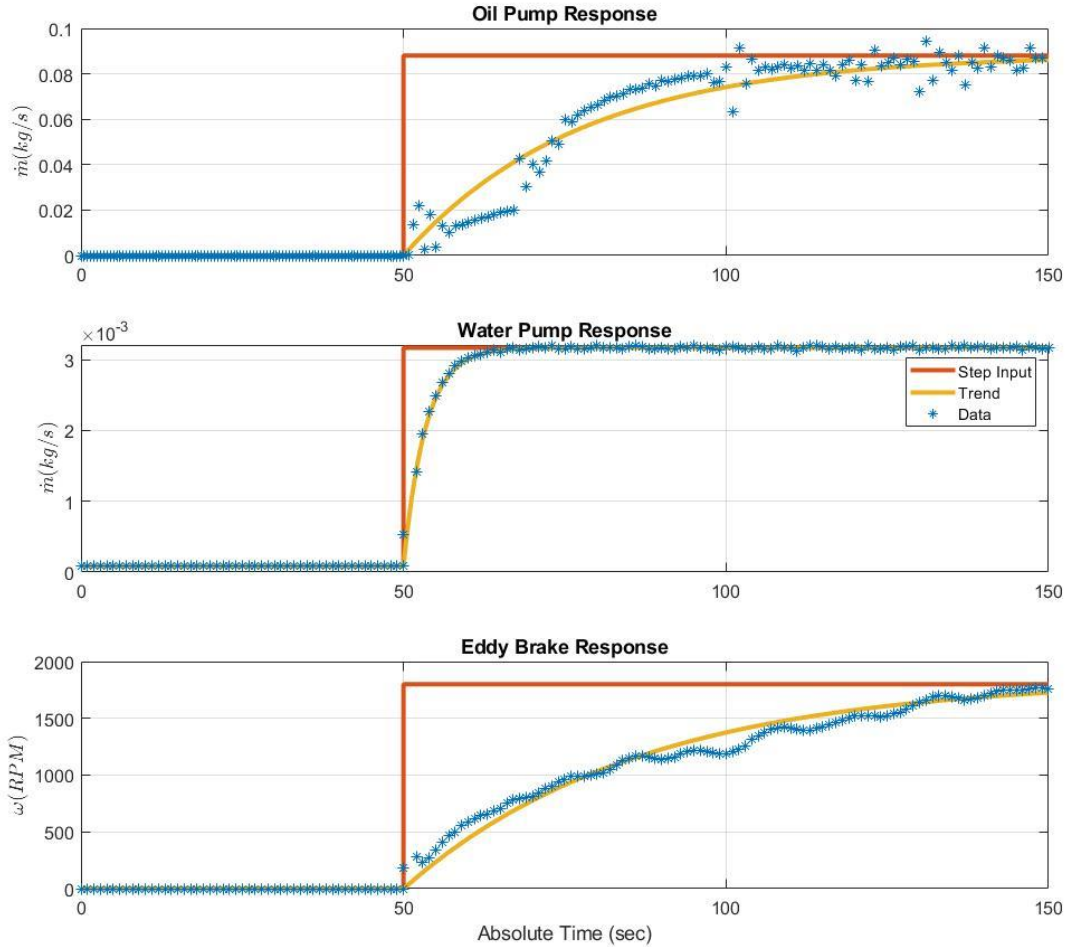 Oil Pump Response
0.1
0.08
0.06
0.04
0.02
0
ṁ(kg/s)
0 50 100 150
Water Pump Response
×10⁻³
3
2
1
0
ṁ(kg/s)
Step Input
Trend
Data
0 50 100 150
Eddy Brake Response
2000
1500
1000
500
0
ω(RPM)
0 50 100 150
Absolute Time (sec)